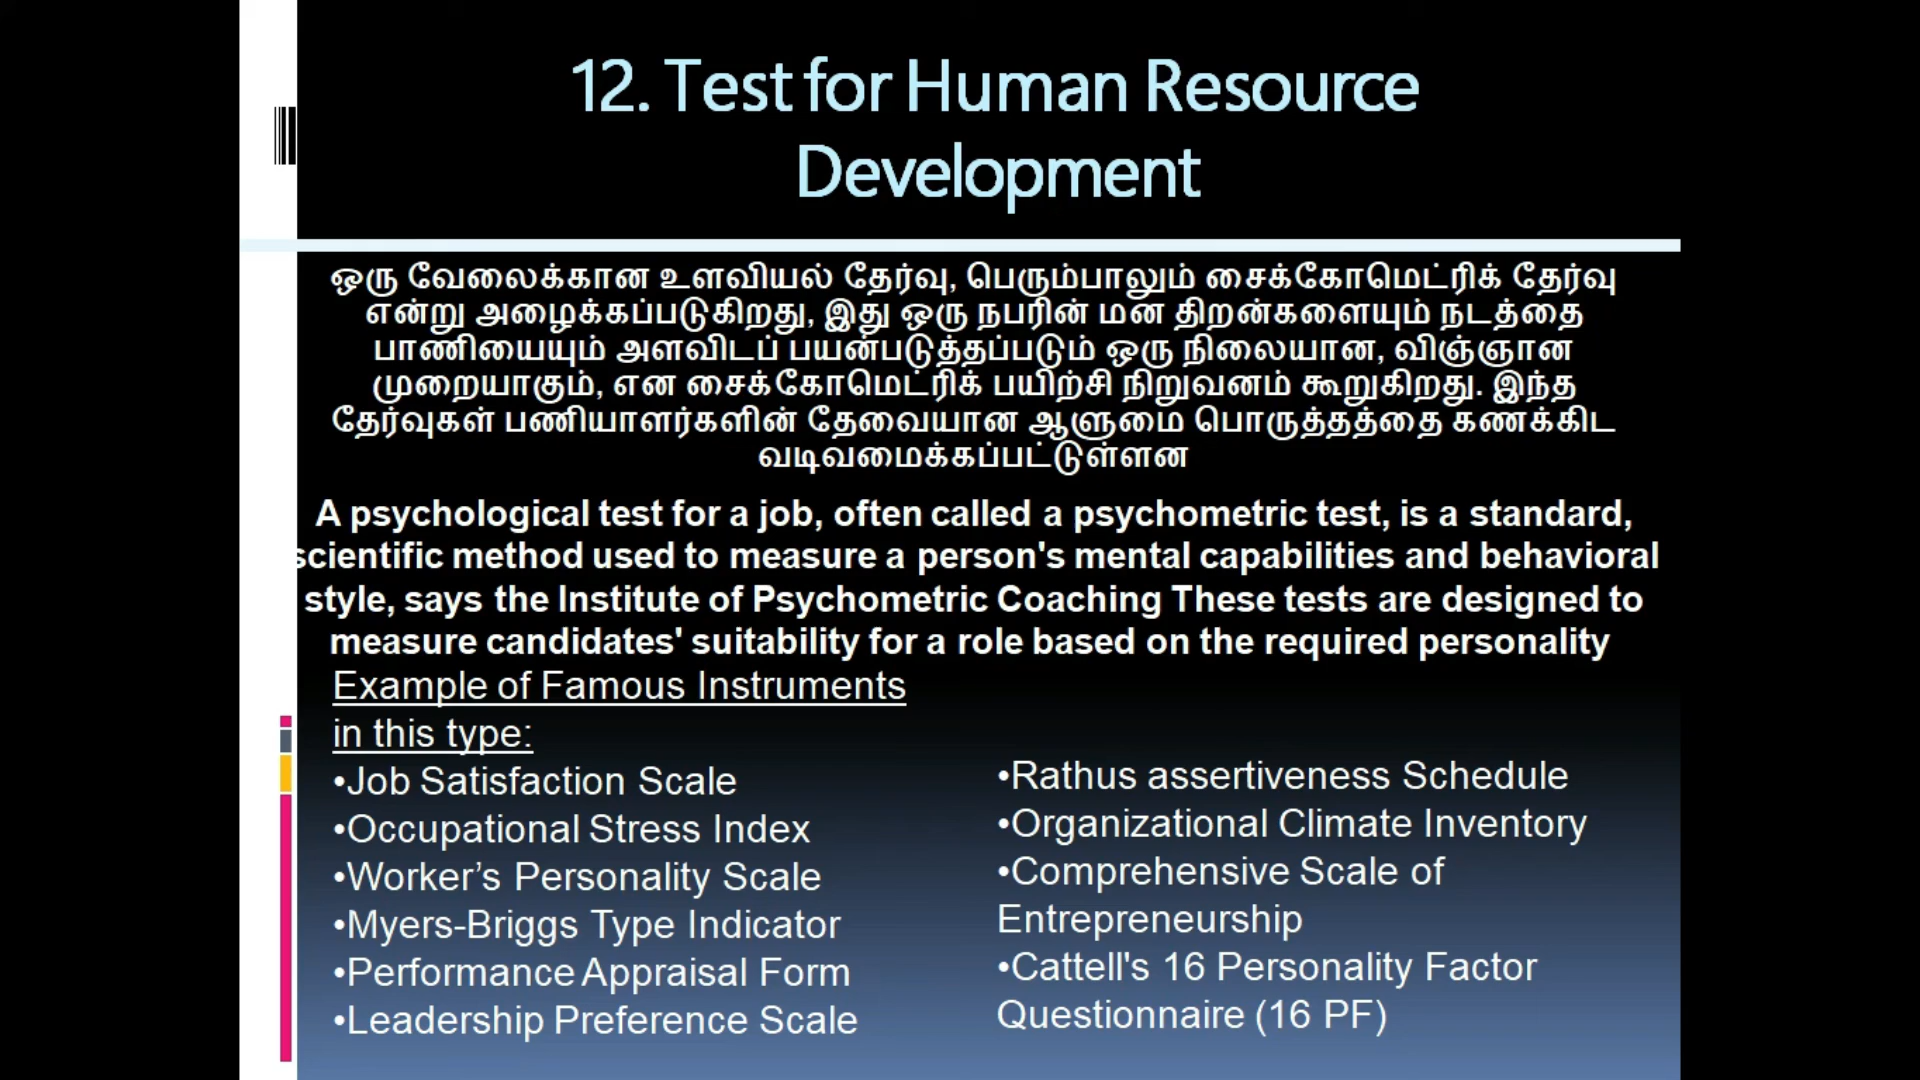 12. Test for Human Resource
Development
ஒரு வேலைக்கான உளவியல் தேர்வு, பெரும்பாலும் சைக்கோமெட்ரிக் தேர்வு
என்று அழைக்கப்படுகிறது, இது ஒரு நபரின் மன திறன்களையும் நடத்தை
பாணியையும் அளவிடப் பயன்படுத்தப்படும் ஒரு நிலையான, விஞ்ஞான
முறையாகும், என சைக்கோமெட்ரிக் பயிற்சி நிறுவனம் கூறுகிறது. இந்த
தேர்வுகள் பணியாளர்களின் தேவையான ஆளுமை பொருத்தத்தை கணக்கிட
வடிவமைக்கப்பட்டுள்ளன
A psychological test for a job, often called a psychometric test, is a standard,
scientific method used to measure a person's mental capabilities and behavioral
style, says the Institute of Psychometric Coaching These tests are designed to
measure candidates' suitability for a role based on the required personality
Example of Famous Instruments
in this type:
•Job Satisfaction Scale
•Occupational Stress Index
•Worker’s Personality Scale
•Myers-Briggs Type Indicator
•Performance Appraisal Form
•Leadership Preference Scale
•Rathus assertiveness Schedule
•Organizational Climate Inventory
•Comprehensive Scale of
Entrepreneurship
•Cattell's 16 Personality Factor
Questionnaire (16 PF)